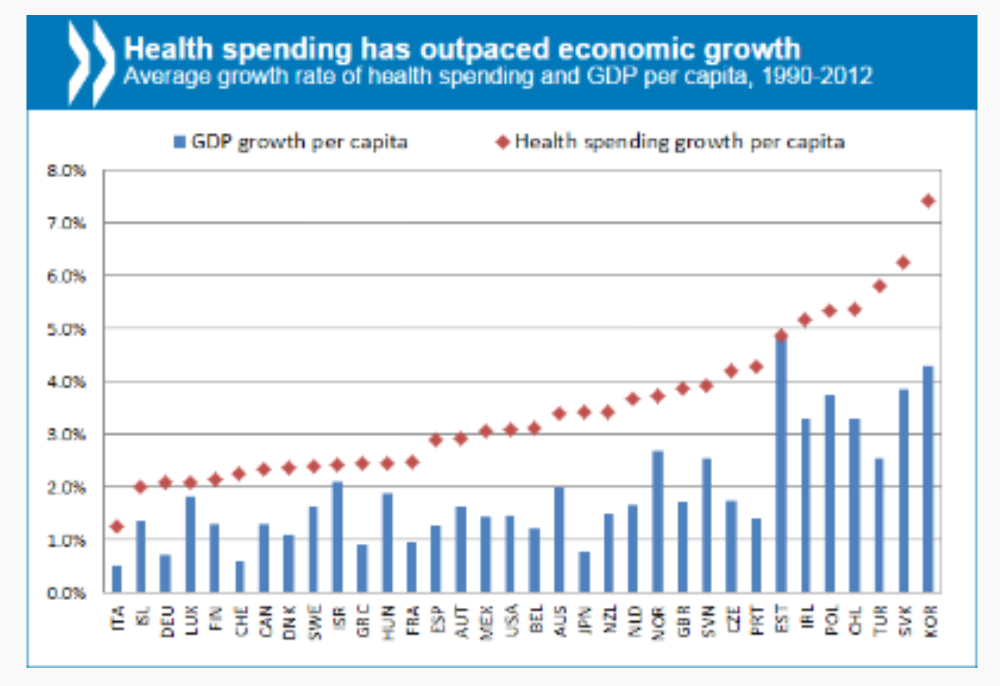 Health spending has outpaced economic growth
Average growth rate of health spending and GDP per capita, 1990-2012
GDP growth per capita
Health spending growth per capita
8.0%
7.0%
6.0%
5.0%
4.0%
3.0%
2.0%
1.0%
0.0%
ITA
ISL
DEU
LUX
FIN
CHE
CAN
DNK
SWE
ISR
GRC
HUN
FRA
ESP
AUT
MEX
USA
BEL
AUS
JPN
NZL
NLD
NOR
GBR
SVN
CZE
PRT
EST
IRL
POL
CHL
TUR
SVK
KOR